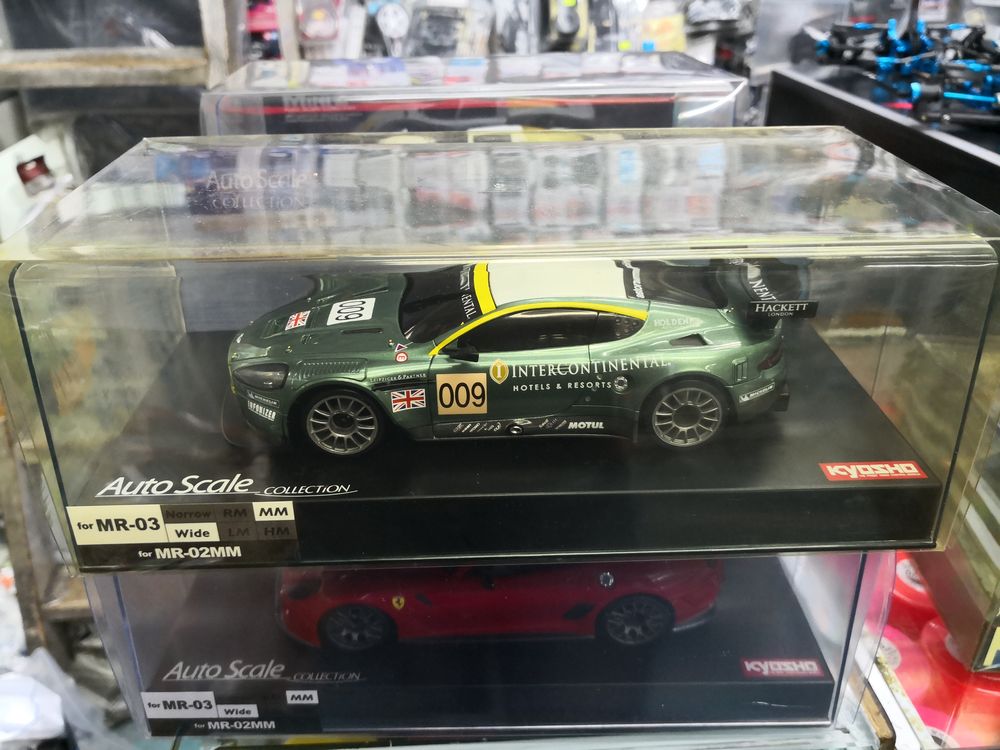 Auto Scale
COLLECTION
009
HACKETT
LONDON
INTERCONTINENTAL
HOTELS & RESORTS
009
MOTUL
KYOSHO
Auto Scale COLLECTION
for MR-03 Narrow RM MM
Wide LM HM
for MR-02MM
KYOSHO
Auto Scale COLLECTION
for MR-03 Wide MM
for MR-02MM